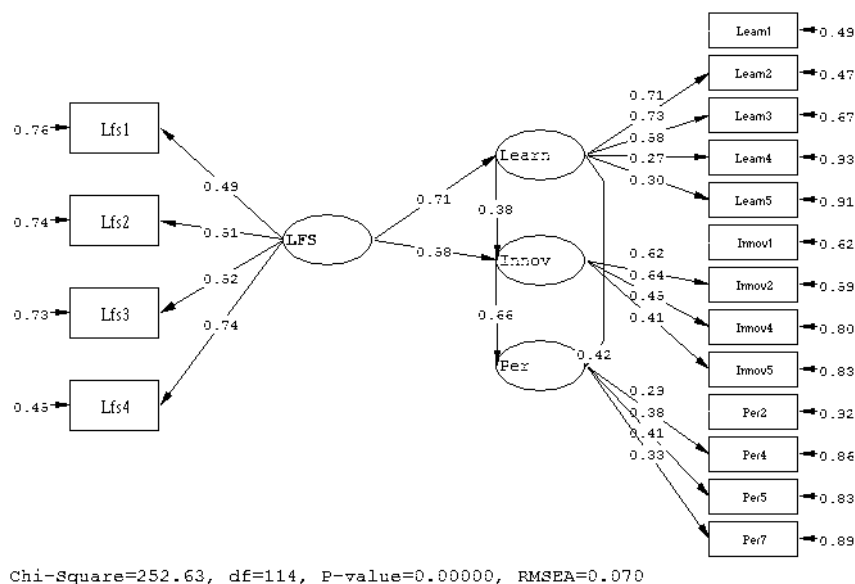 0.76
Lfs1
0.74
Lfs2
0.73
Lfs3
0.45
Lfs4
0.49
0.51
0.52
0.74
LFS
0.71
0.58
Learn
0.38
Innov
0.66
Per
0.42
0.71
0.73
0.58
0.27
0.30
0.62
0.64
0.45
0.41
0.29
0.38
0.41
0.33
Learn1
0.49
Learn2
0.47
Learn3
0.67
Learn4
0.93
Learn5
0.91
Innov1
0.62
Innov2
0.59
Innov4
0.80
Innov5
0.83
Per2
0.92
Per4
0.86
Per5
0.83
Per7
0.89
Chi-Square=252.63, df=114, P-value=0.00000, RMSEA=0.070